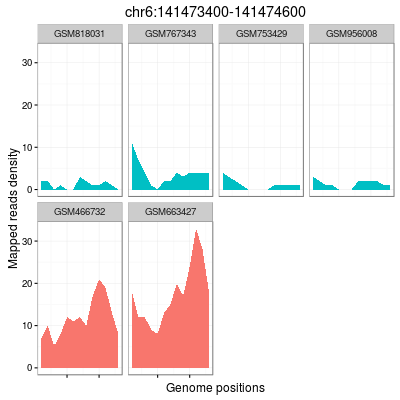 chr6:141473400-141474600
GSM818031 GSM767343 GSM753429 GSM956008
30
20
10
0
Mapped reads density
GSM466732 GSM663427
30
20
10
0
Genome positions